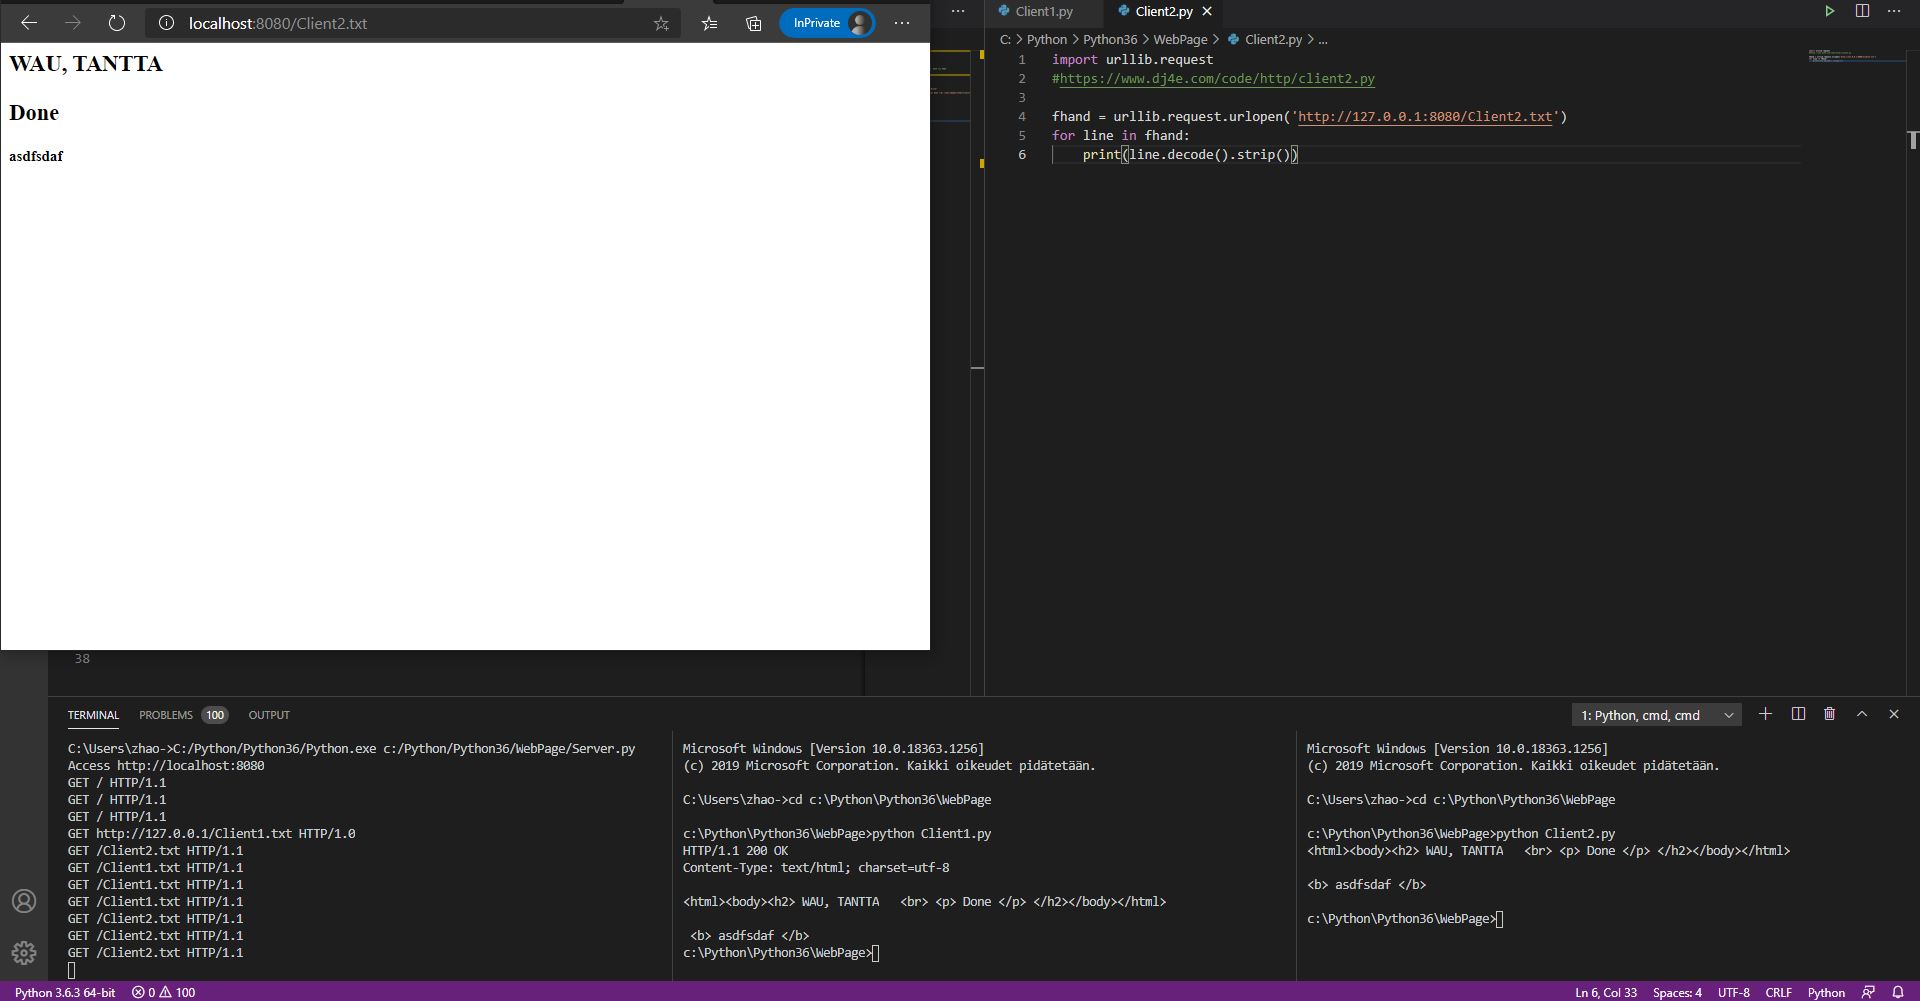 localhost:8080/Client2.txt
InPrivate
WAU, TANTTA
Done
asdfsdaf
Client1.py
Client2.py
C: > Python > Python36 > WebPage > Client2.py > ...
1 import urllib.request
2 #https://www.dj4e.com/code/http/client2.py
3
4 fhand = urllib.request.urlopen('http://127.0.0.1:8080/Client2.txt')
5 for line in fhand:
6 print(line.decode().strip())
38
TERMINAL PROBLEMS 100 OUTPUT
1: Python, cmd, cmd
C:\Users\zhao->C:/Python/Python36/Python.exe c:/Python/Python36/WebPage/Server.py
Access http://localhost:8080
GET / HTTP/1.1
GET / HTTP/1.1
GET / HTTP/1.1
GET http://127.0.0.1/Client1.txt HTTP/1.0
GET /Client2.txt HTTP/1.1
GET /Client1.txt HTTP/1.1
GET /Client1.txt HTTP/1.1
GET /Client1.txt HTTP/1.1
GET /Client2.txt HTTP/1.1
GET /Client2.txt HTTP/1.1
GET /Client2.txt HTTP/1.1
Microsoft Windows [Version 10.0.18363.1256]
(c) 2019 Microsoft Corporation. Kaikki oikeudet pidätetään.
C:\Users\zhao->cd c:\Python\Python36\WebPage
c:\Python\Python36\WebPage>python Client1.py
HTTP/1.1 200 OK
Content-Type: text/html; charset=utf-8
<html><body><h2> WAU, TANTTA <br> <p> Done </p> </h2></body></html>
<b> asdfsdaf </b>
c:\Python\Python36\WebPage>
Microsoft Windows [Version 10.0.18363.1256]
(c) 2019 Microsoft Corporation. Kaikki oikeudet pidätetään.
C:\Users\zhao->cd c:\Python\Python36\WebPage
c:\Python\Python36\WebPage>python Client2.py
<html><body><h2> WAU, TANTTA <br> <p> Done </p> </h2></body></html>
<b> asdfsdaf </b>
c:\Python\Python36\WebPage>
Python 3.6.3 64-bit 0 100
Ln 6, Col 33 Spaces: 4 UTF-8 CRLF Python